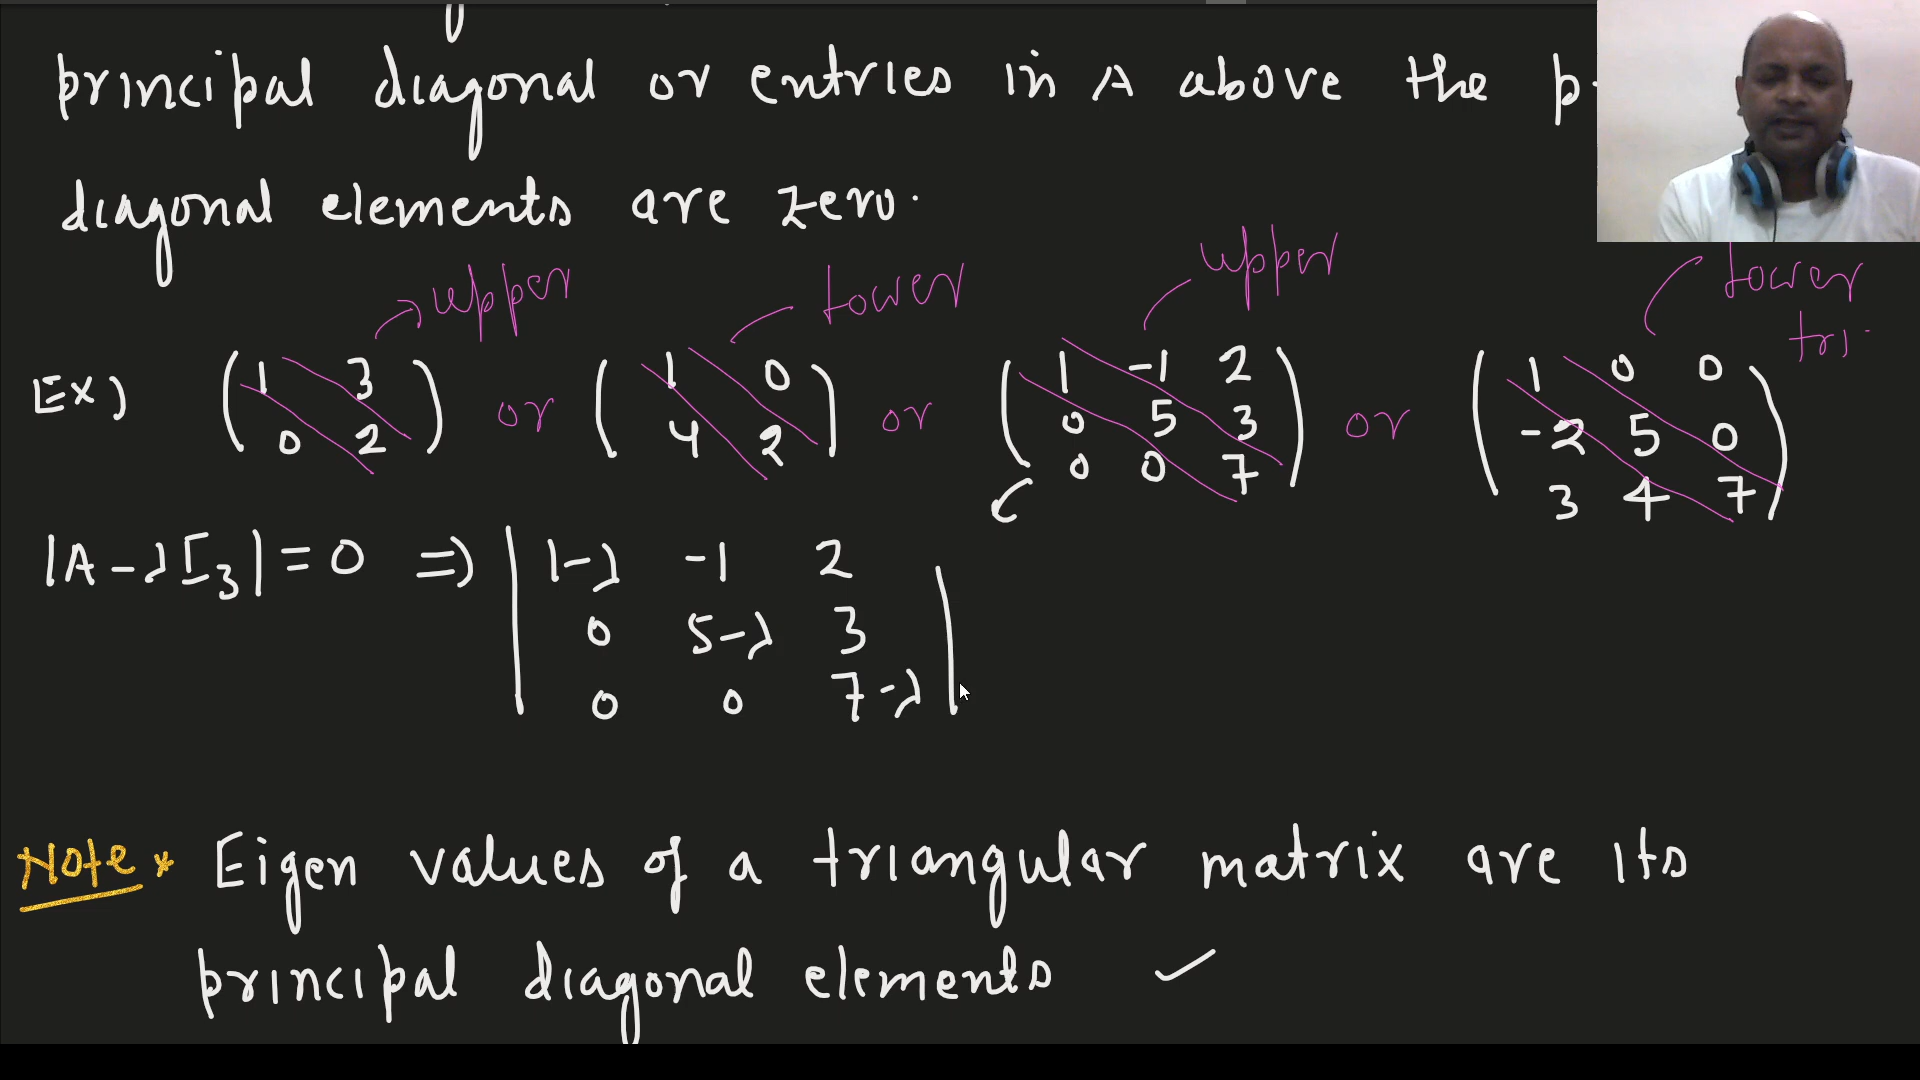 principal diagonal or entries in A above the p
diagonal elements are zero.
upper lower upper lower tri.
Ex) (1 3 0 2) or (1 0 4 2) or (1 -1 2 0 5 3 0 0 7) or (1 0 0 -2 5 0 3 4 7)
|A-λI₃| = 0 ⇒ |1-λ -1 2
0 5-λ 3
0 0 7-λ|
Note * Eigen values of a triangular matrix are its
principal diagonal elements ✓